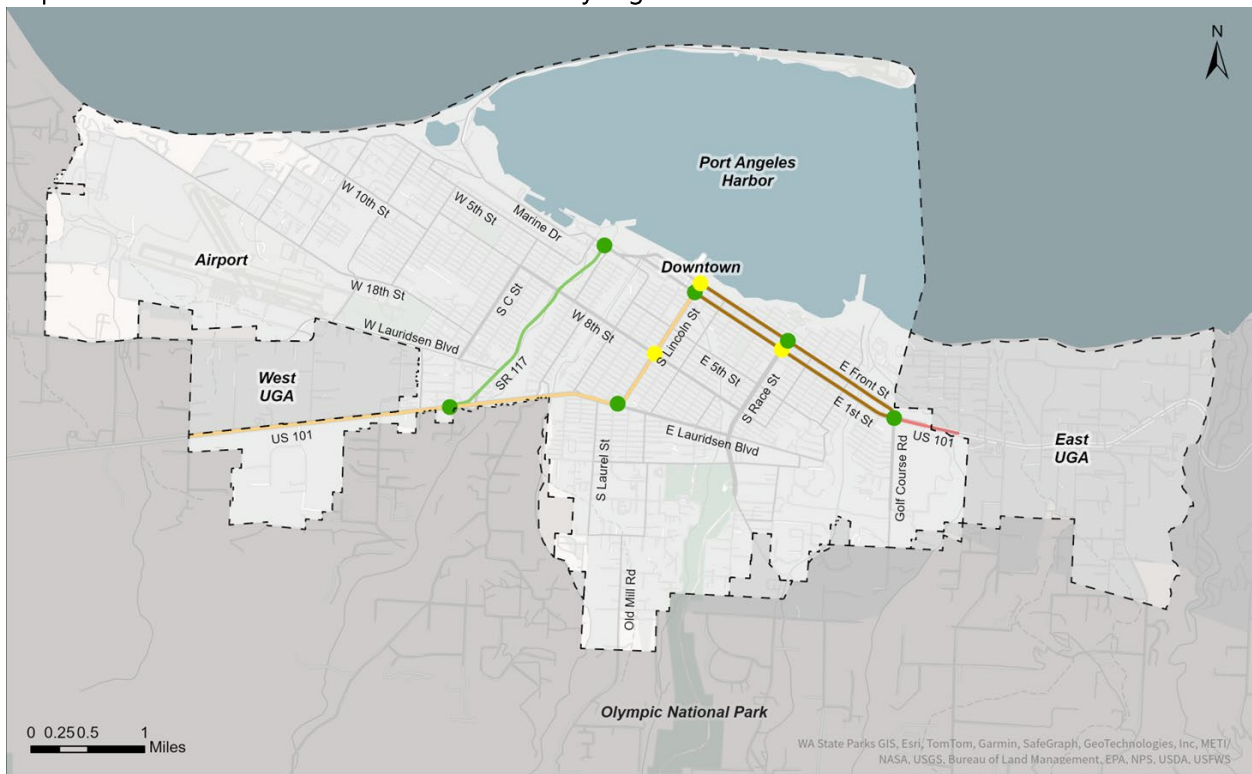 N
Port Angeles
Harbor
W 10th St
W 5th St
Marine Dr
Airport
Downtown
W 18th St
S C St
W 8th St
S Lincoln St
W Lauridsen Blvd
SR 117
E 5th St
S Race St
E Front St
E 1st St
West
UGA
US 101
US 101
East
UGA
E Lauridsen Blvd
S Laurel St
Golf Course Rd
Old Mill Rd
Olympic National Park
0 0.25 0.5 1
Miles
WA State Parks GIS, Esri, TomTom, Garmin, SafeGraph, GeoTechnologies, Inc, METI/
NASA, USGS, Bureau of Land Management, EPA, NPS, USDA, USFWS